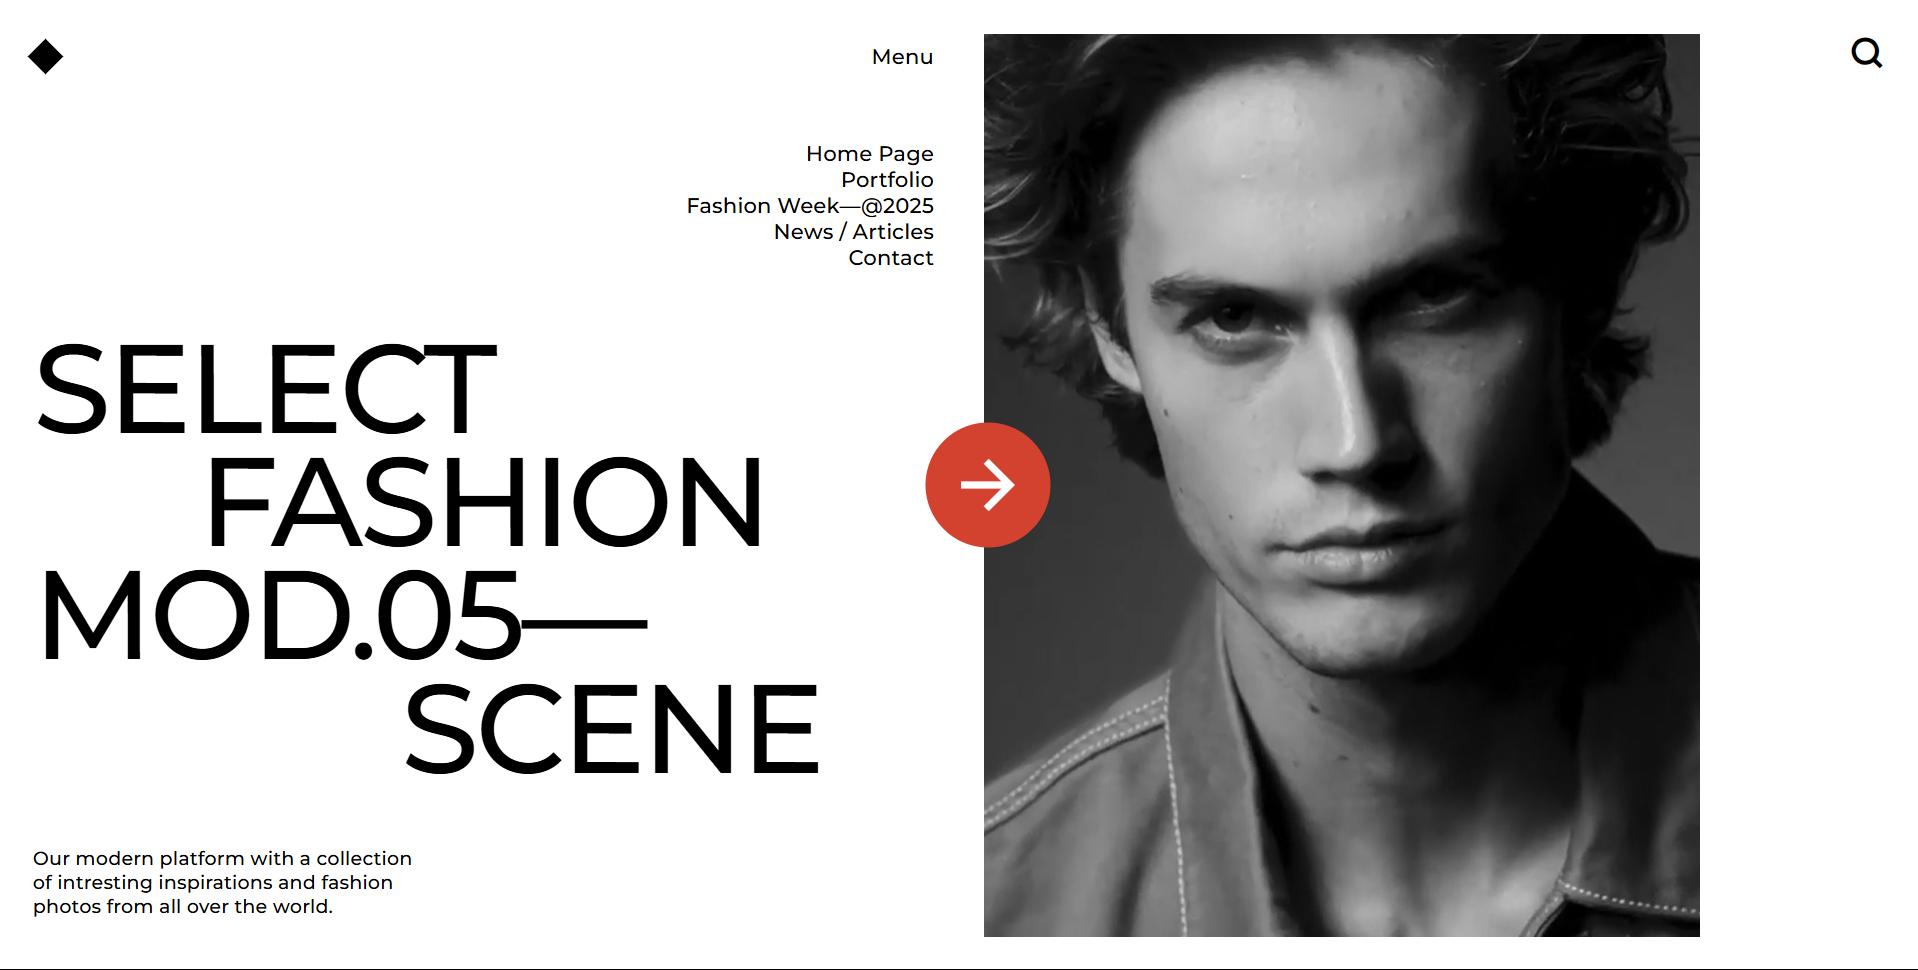 Menu
Home Page
Portfolio
Fashion Week—@2025
News / Articles
Contact
SELECT
FASHION
MOD.05—
SCENE
Our modern platform with a collection
of intresting inspirations and fashion
photos from all over the world.